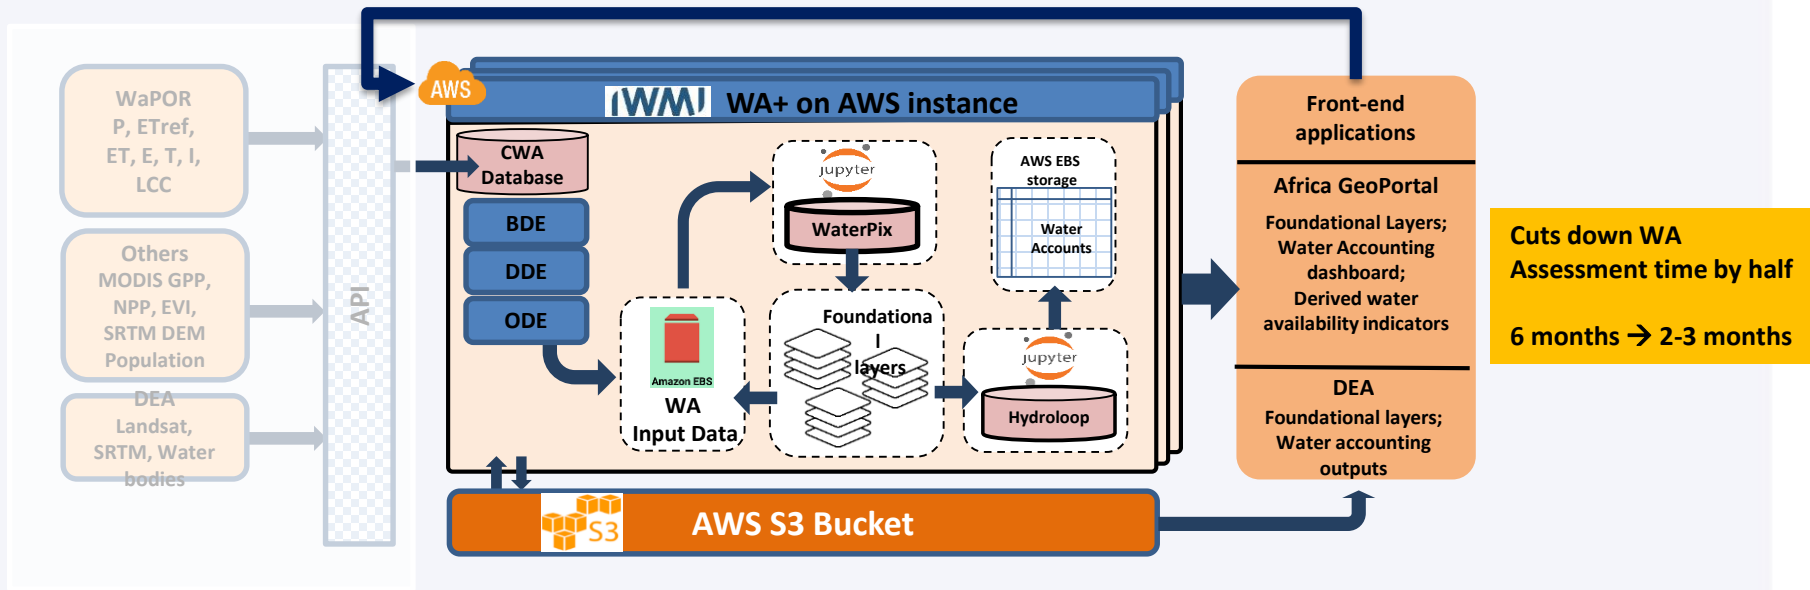 WaPOR
P, ETref,
ET, E, T, I,
LCC
Others
MODIS GPP,
NPP, EVI,
SRTM DEM
Population
DEA
Landsat,
SRTM, Water
bodies
API
AWS
IWMI
WA+ on AWS instance
CWA
Database
BDE
DDE
ODE
Amazon EBS
WA
Input Data
jupyter
WaterPix
Foundationa
l
layers
AWS EBS
storage
Water
Accounts
jupyter
Hydroloop
S3
AWS S3 Bucket
Front-end
applications
Africa GeoPortal
Foundational Layers;
Water Accounting
dashboard;
Derived water
availability indicators
DEA
Foundational layers;
Water accounting
outputs
Cuts down WA
Assessment time by half
6 months → 2-3 months